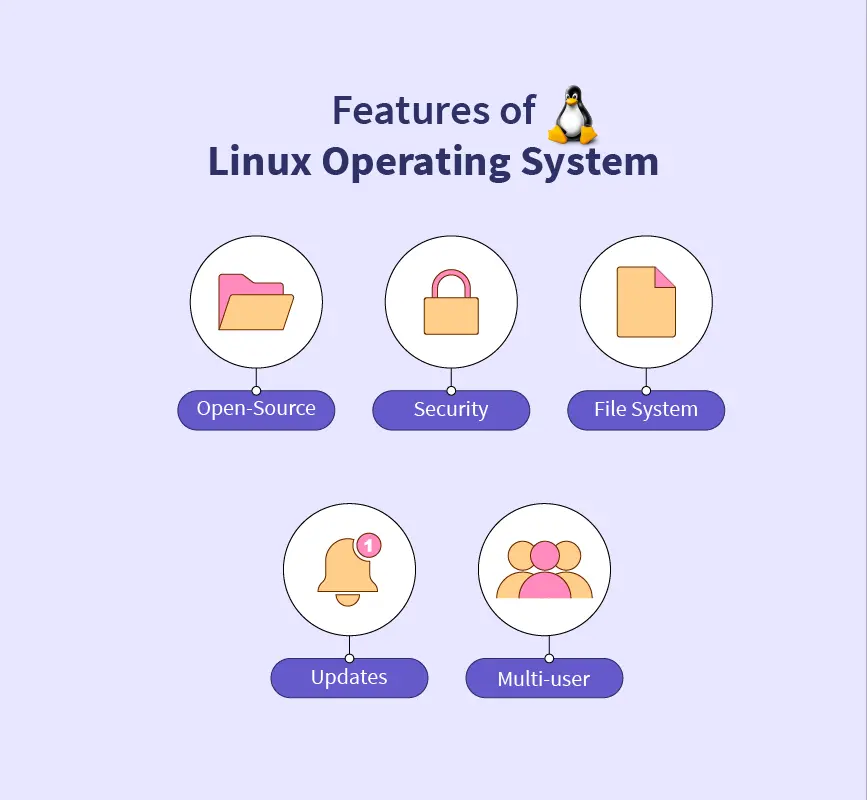 Features of
Linux Operating System
Open-Source
Security
File System
1
Updates
Multi-user